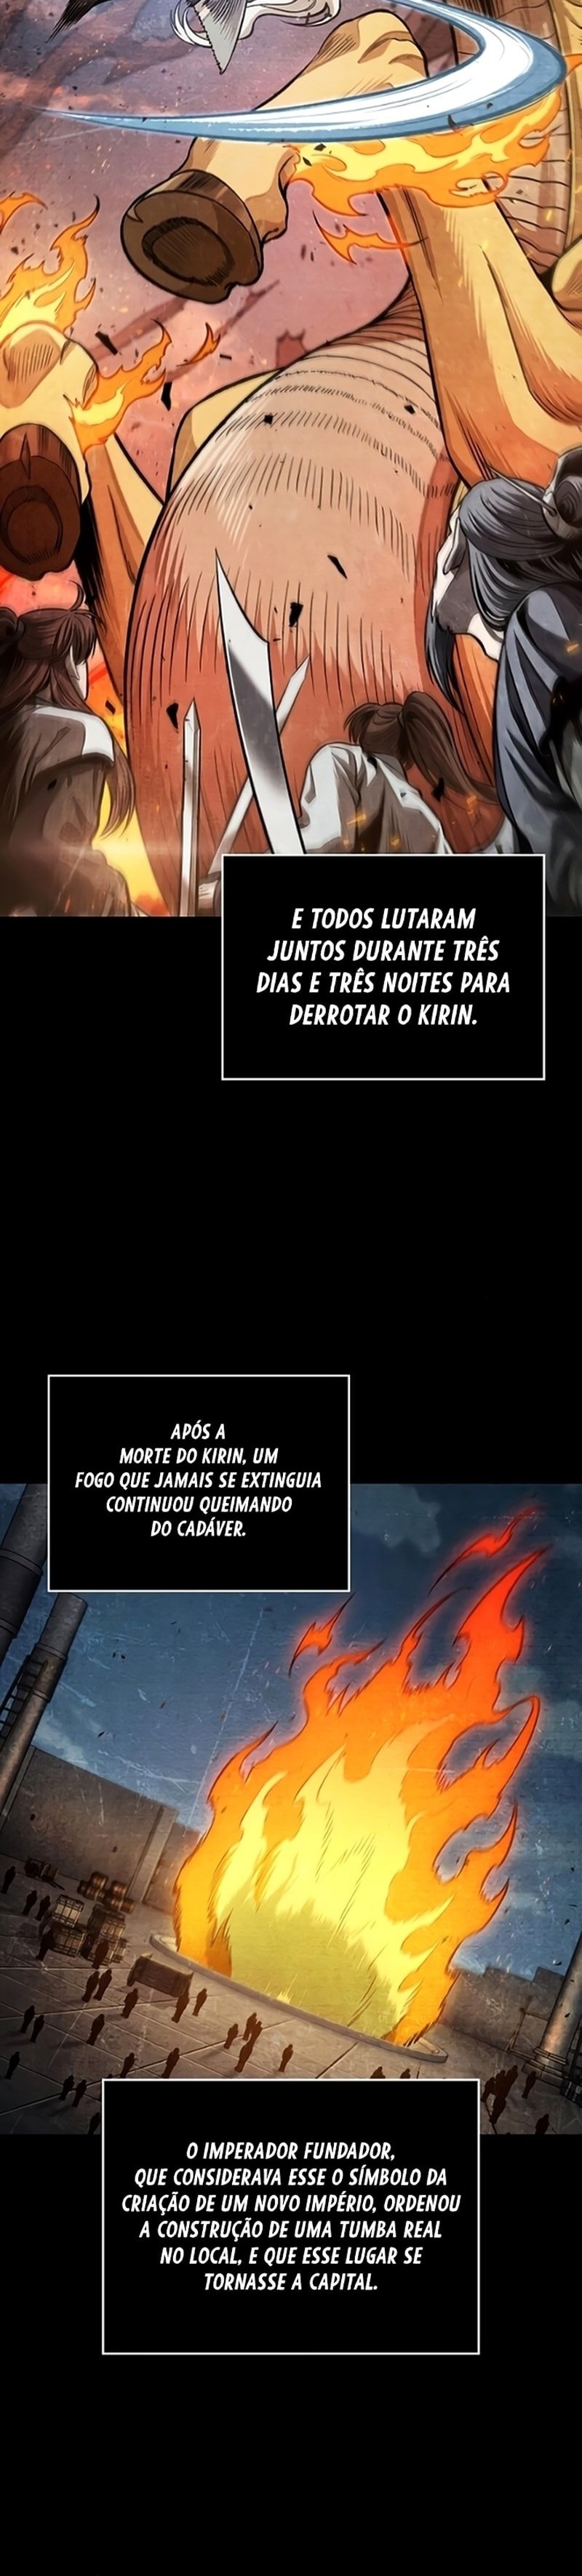 E TODOS LUTARAM
JUNTOS DURANTE TRÊS
DIAS E TRÊS NOITES PARA
DERROTAR O KIRIN.
APÓS A
MORTE DO KIRIN, UM
FOGO QUE JAMAIS SE EXTINGUIA
CONTINUOU QUEIMANDO
DO CADÁVER.
O IMPERADOR FUNDADOR,
QUE CONSIDERAVA ESSE O SÍMBOLO DA
CRIAÇÃO DE UM NOVO IMPÉRIO, ORDENOU
A CONSTRUÇÃO DE UMA TUMBA REAL
NO LOCAL, E QUE ESSE LUGAR SE
TORNASSE A CAPITAL.